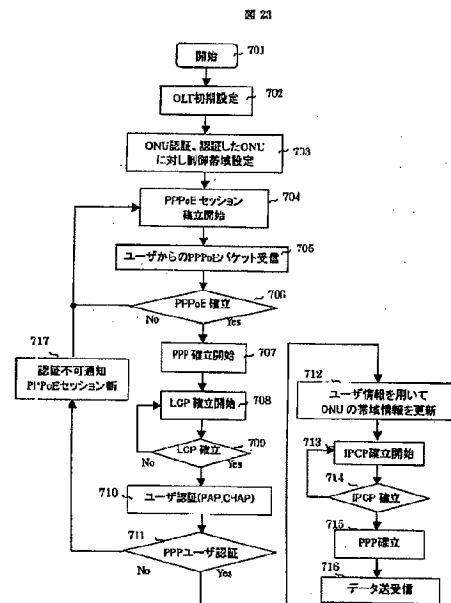 図 23
開始
701
OLT初期設定
702
ONU認証、認証したONU
に対し制御帯域設定
703
PPPoE セッション
確立開始
704
ユーザからのPPPoEパケット受信
705
PPPoE 確立
706
No
Yes
717
認証不可通知
PPPoEセッション断
PPP 確立開始
707
LCP 確立開始
708
LCP 確立
709
No
Yes
710
ユーザ認証(PAP,CHAP)
711
PPPユーザ認証
No
Yes
712
ユーザ情報を用いて
ONU の帯域情報を更新
713
IPCP確立開始
714
IPCP 確立
715
PPP確立
716
データ送受信